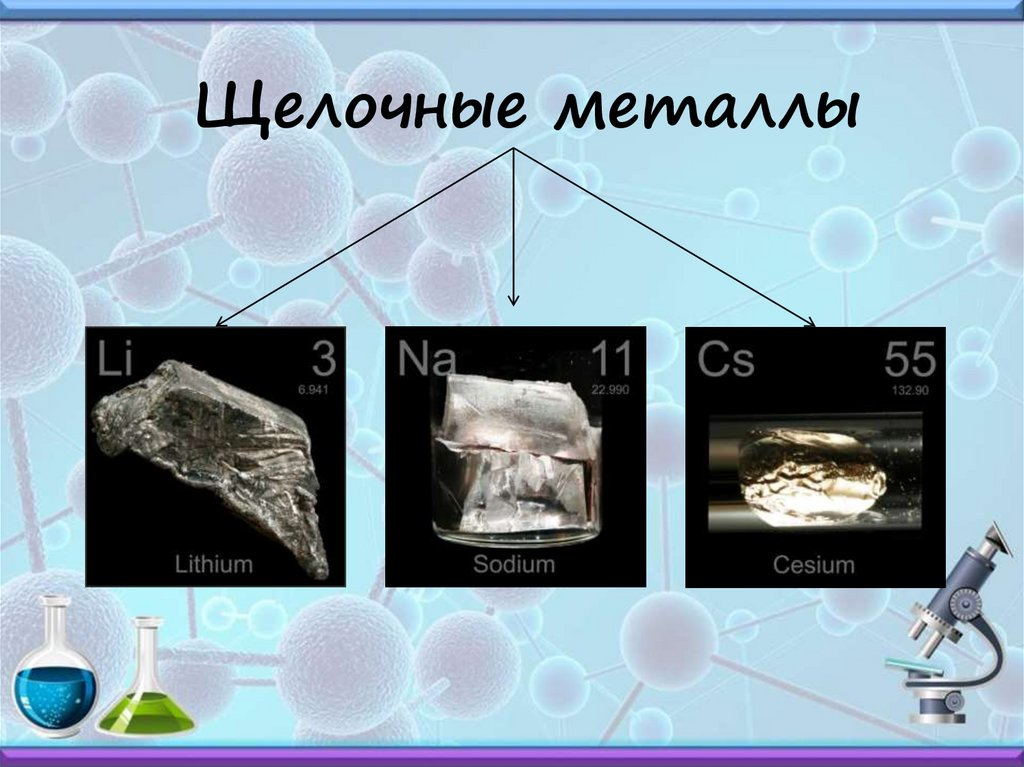 Щелочные металлы
Li 3
6.941
Lithium
Na 11
22.990
Sodium
Cs 55
132.90
Cesium